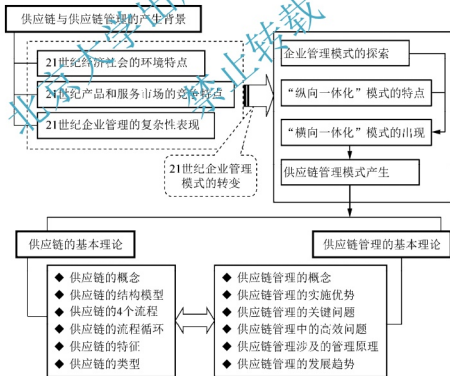 供应链与供应链管理的产生背景
21世纪经济社会的环境特点
21世纪产品和服务市场的竞争特点
21世纪企业管理的复杂性表现
21世纪企业管理
模式的转变
企业管理模式的探索
“纵向一体化”模式的特点
“横向一体化”模式的出现
供应链管理模式产生
供应链的基本理论
◆ 供应链的概念
◆ 供应链的结构模型
◆ 供应链的4个流程
◆ 供应链的流程循环
◆ 供应链的特征
◆ 供应链的类型
供应链管理的基本理论
◆ 供应链管理的概念
◆ 供应链管理的实施优势
◆ 供应链管理的关键问题
◆ 供应链管理中的高效问题
◆ 供应链管理涉及的管理原理
◆ 供应链管理的发展趋势
北京大学出版
禁止转载